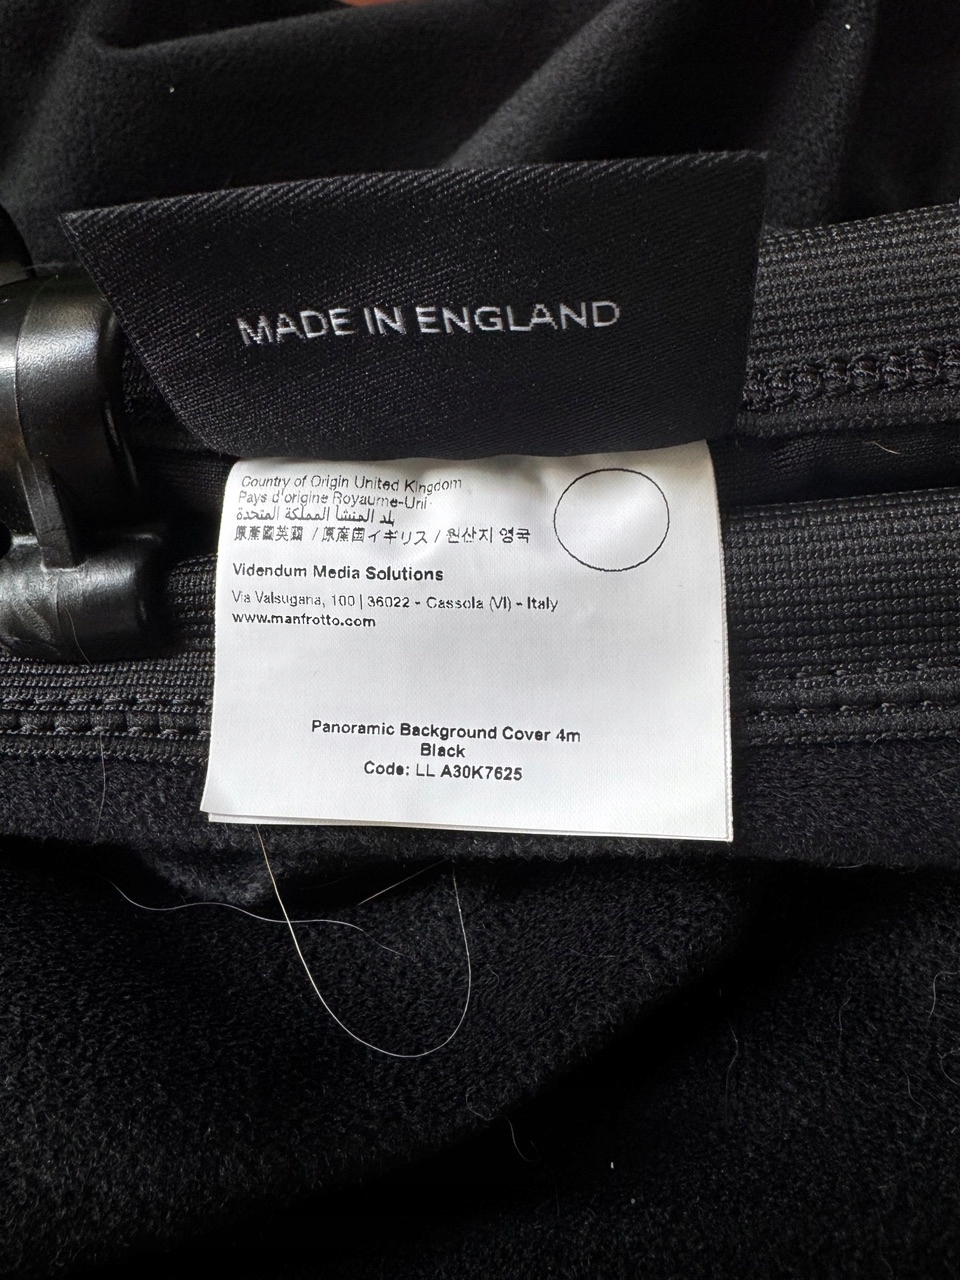 MADE IN ENGLAND
Country of Origin United Kingdom
Pays d'origine Royaume-Uni
بلد المنشأ المملكة المتحدة
原產國英國 / 原産国イギリス / 원산지 영국
Videndum Media Solutions
Via Valsugana, 100 | 36022 - Cassola (VI) - Italy
www.manfrotto.com
Panoramic Background Cover 4m
Black
Code: LL A30K7625